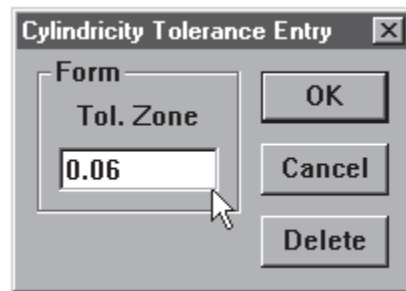 Cylindricity Tolerance Entry
Form
Tol. Zone
0.06
OK
Cancel
Delete